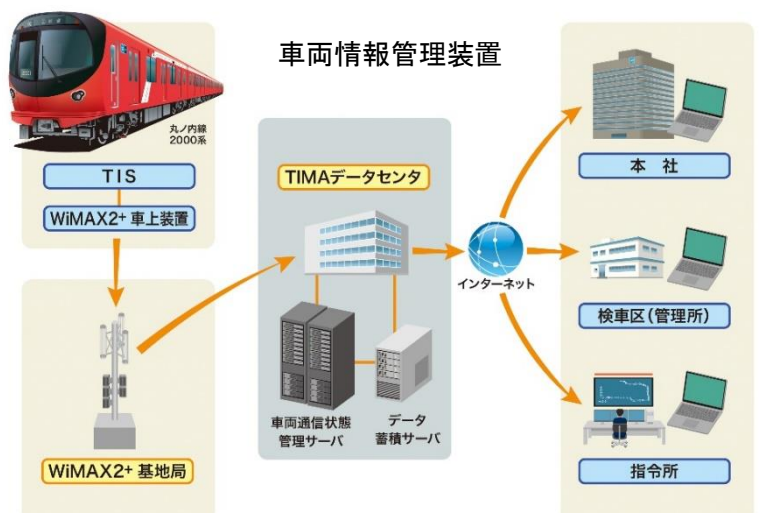 車両情報管理装置
丸ノ内線
2000系
TIS
WiMAX2+ 車上装置
WiMAX2+ 基地局
TIMAデータセンタ
車両通信状態
管理サーバ
データ
蓄積サーバ
インターネット
本 社
検車区(管理所)
指令所